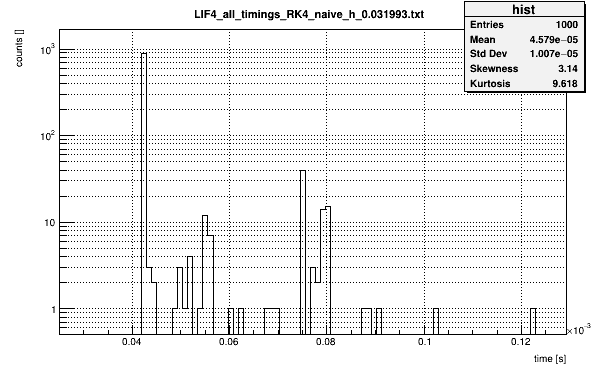 LIF4_all_timings_RK4_naive_h_0.031993.txt
hist
Entries 1000
Mean 4.579e−05
Std Dev 1.007e−05
Skewness 3.14
Kurtosis 9.618
counts []
10³
10²
10
1
0.04 0.06 0.08 0.1 0.12
×10⁻³
time [s]